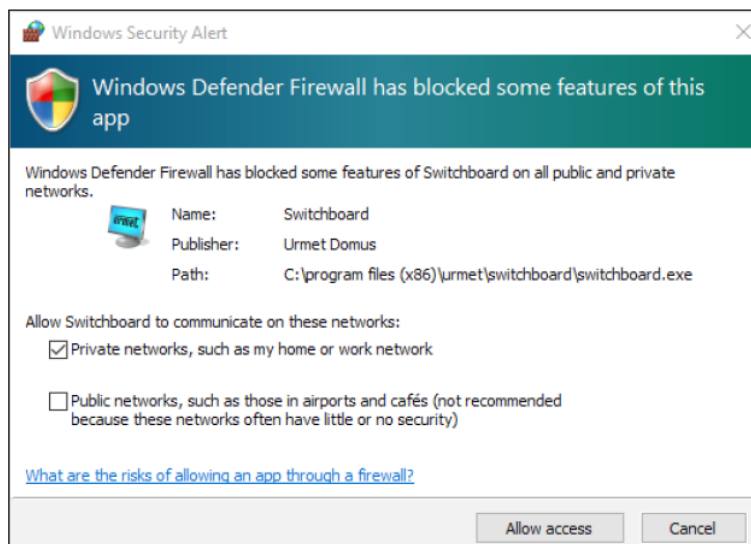 Windows Security Alert
Windows Defender Firewall has blocked some features of this
app
Windows Defender Firewall has blocked some features of Switchboard on all public and private
networks.
urmet
Name: Switchboard
Publisher: Urmet Domus
Path: C:\program files (x86)\urmet\switchboard\switchboard.exe
Allow Switchboard to communicate on these networks:
Private networks, such as my home or work network
Public networks, such as those in airports and cafés (not recommended
because these networks often have little or no security)
What are the risks of allowing an app through a firewall?
Allow access Cancel